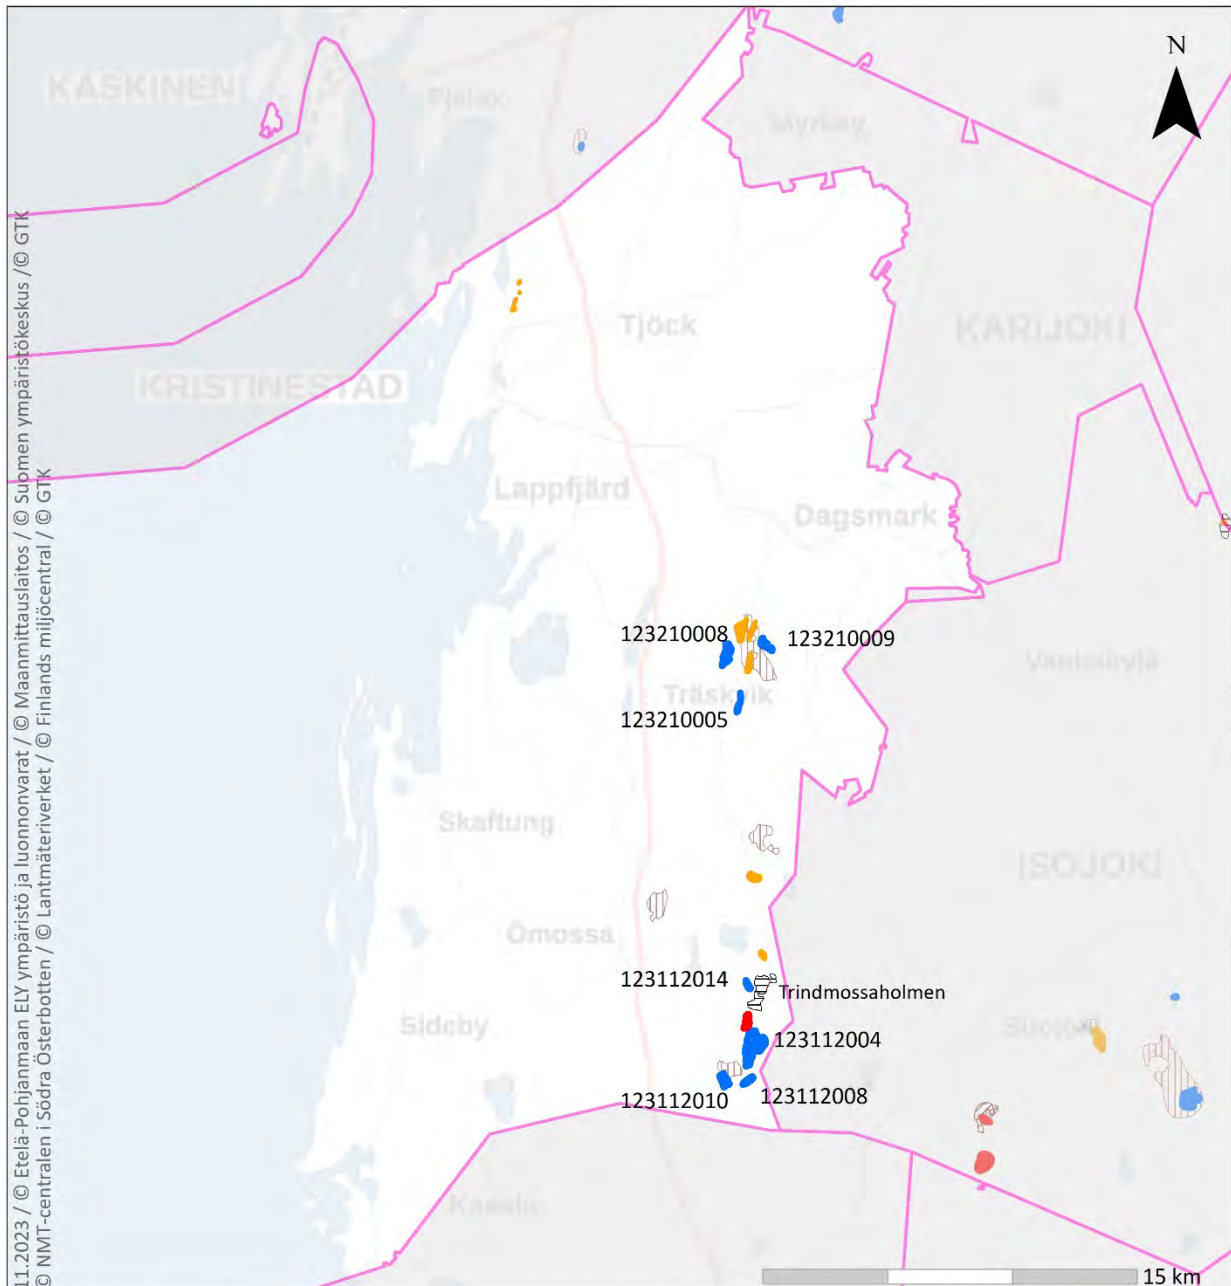 N
KASKINEN
Pjelax
Myrkky
Tjöck
KARIJOKI
KRISTINESTAD
Lappfjärd
Dagsmark
123210008
123210009
Vanhakylä
Träskvik
123210005
Skaftung
ISOJOKI
Ömossa
123112014
Trindmossaholmen
Sideby
Suojoki
123112004
123112010
123112008
15 km
11.2023 / © Etelä-Pohjanmaan ELY ympäristö ja luonnonvarat / © Maanmittauslaitos / © Suomen ympäristökeskus /© GTK
© NMT-centralen i Södra Österbotten / © Lantmäteriverket / © Finlands miljöcentral / © GTK